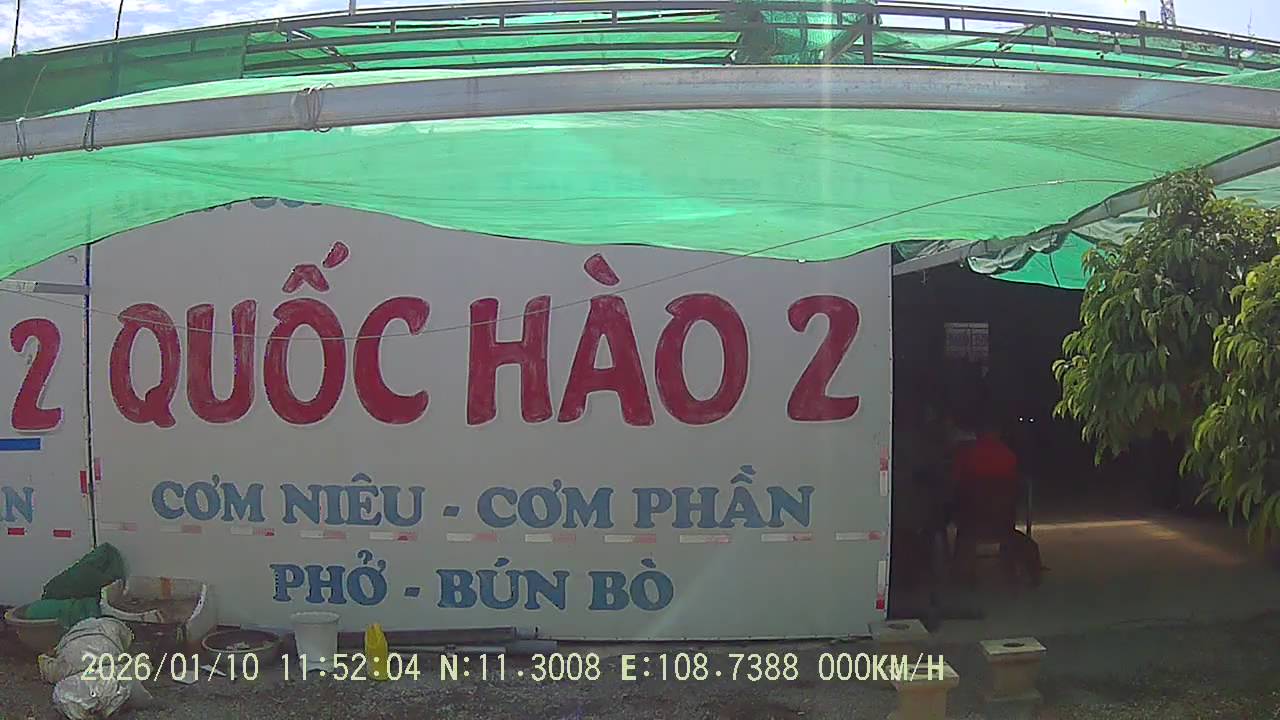 QUỐC HÀO 2
2
CƠM NIÊU - CƠM PHẦN
N
PHỞ - BÚN BÒ
2026/01/10 11:52:04 N:11.3008 E:108.7388 000KM/H